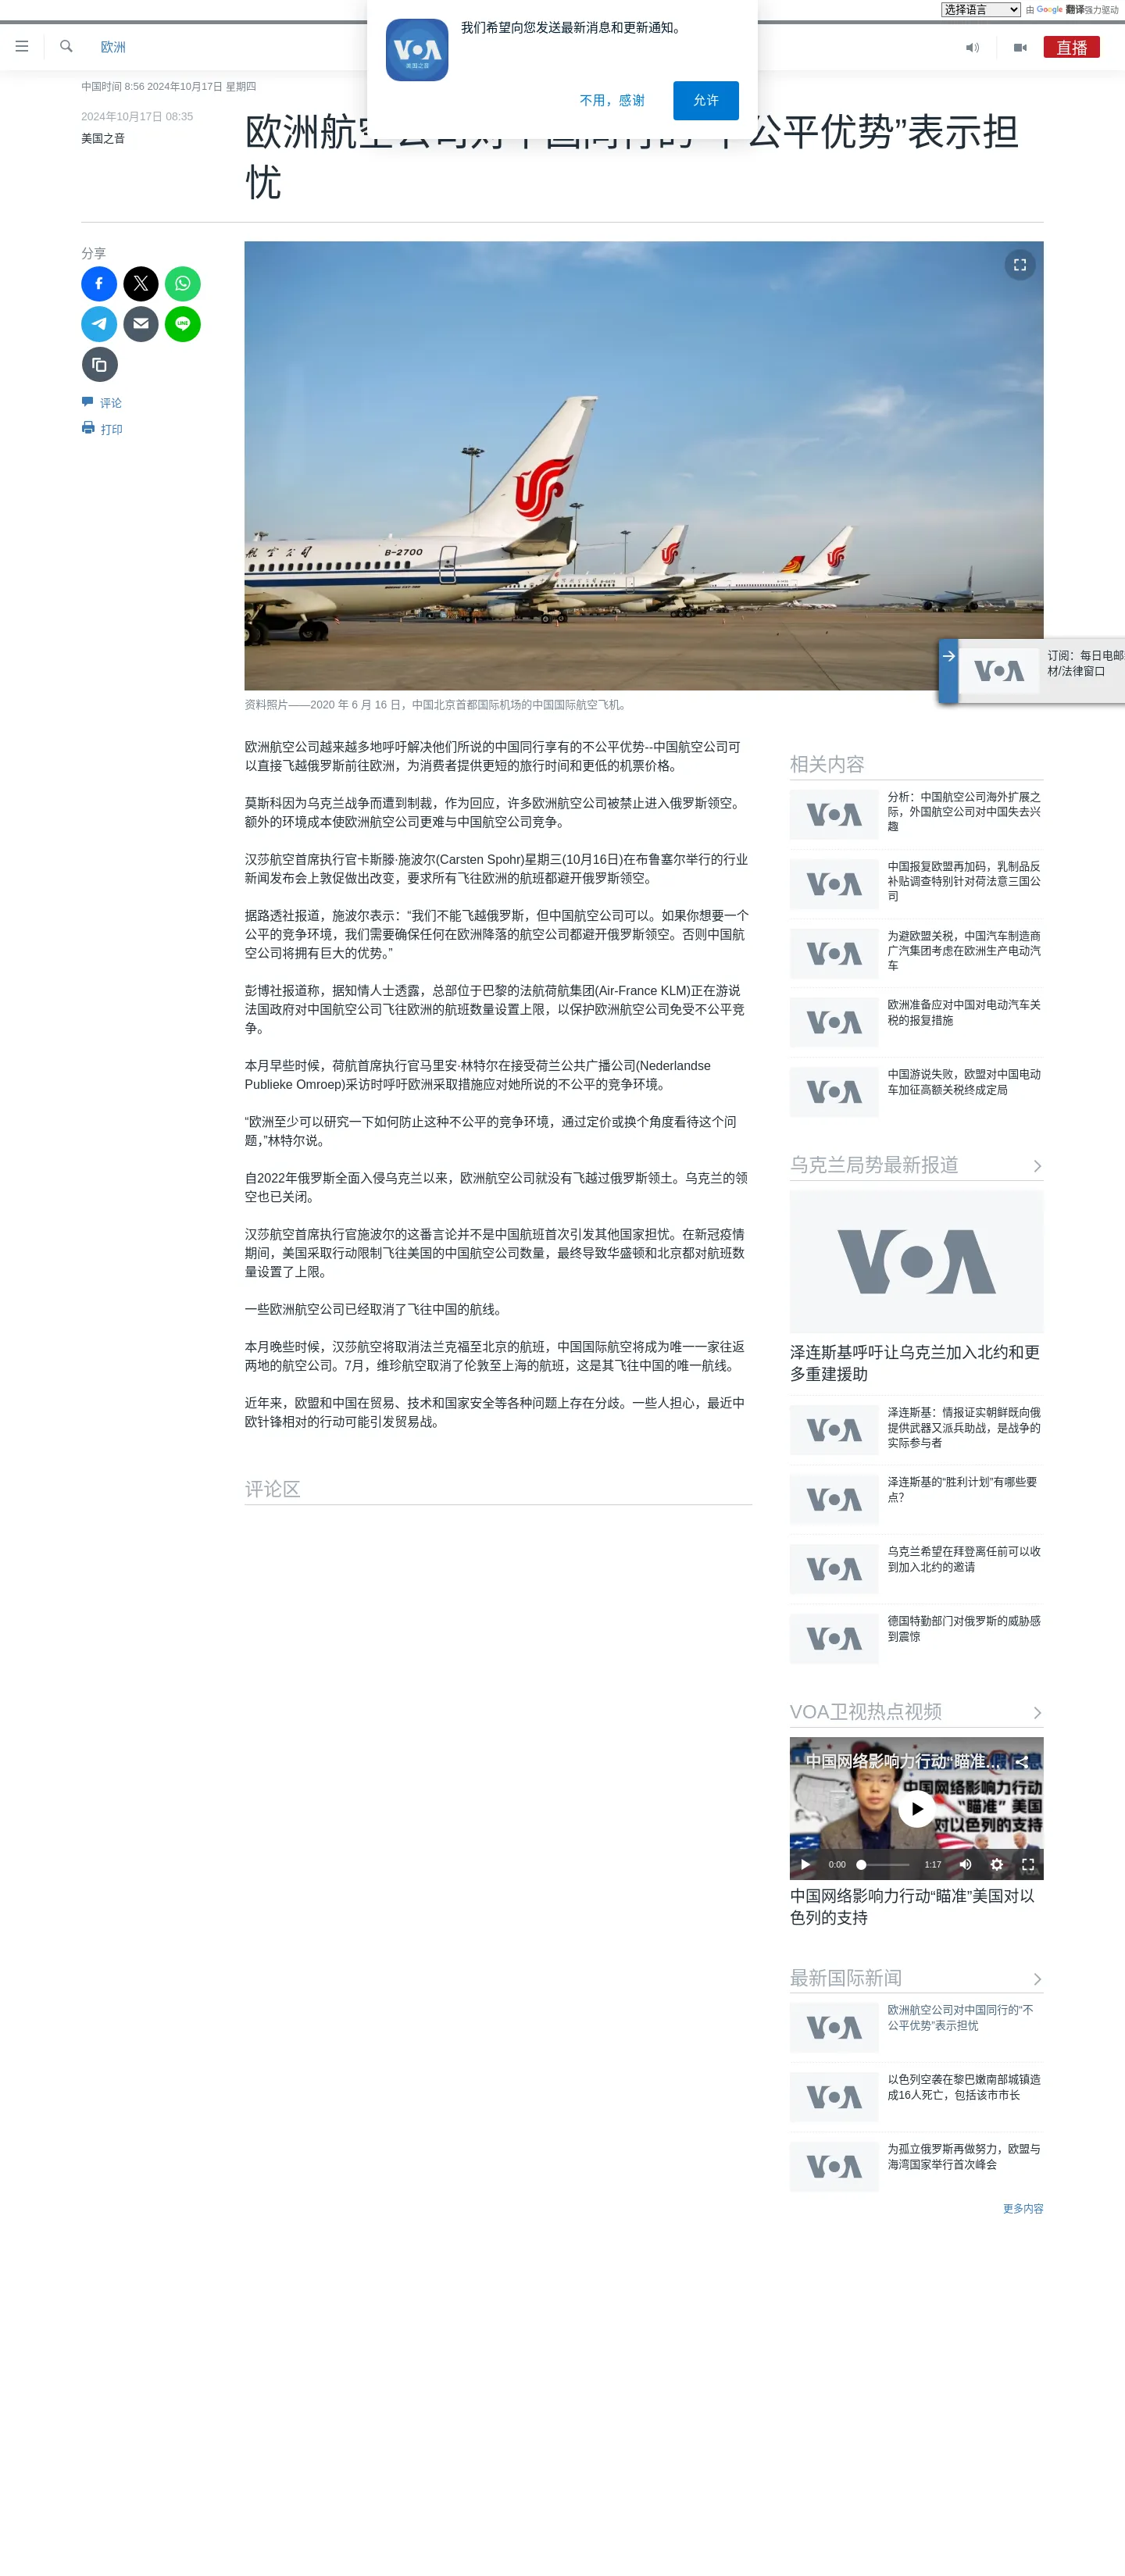 选择语言
由 Google 翻译强力驱动
我们希望向您发送最新消息和更新通知。
VOA
美国之音
不用，感谢
允许
欧洲
直播
中国时间 8:56 2024年10月17日 星期四
2024年10月17日 08:35
美国之音
欧洲航空公司对中国同行的“不公平优势”表示担
忧
分享
评论
打印
航空公司
B-2700
订阅：每日电邮
材/法律窗口
资料照片——2020 年 6 月 16 日，中国北京首都国际机场的中国国际航空飞机。
欧洲航空公司越来越多地呼吁解决他们所说的中国同行享有的不公平优势--中国航空公司可
以直接飞越俄罗斯前往欧洲，为消费者提供更短的旅行时间和更低的机票价格。
莫斯科因为乌克兰战争而遭到制裁，作为回应，许多欧洲航空公司被禁止进入俄罗斯领空。
额外的环境成本使欧洲航空公司更难与中国航空公司竞争。
汉莎航空首席执行官卡斯滕·施波尔(Carsten Spohr)星期三(10月16日)在布鲁塞尔举行的行业
新闻发布会上敦促做出改变，要求所有飞往欧洲的航班都避开俄罗斯领空。
据路透社报道，施波尔表示：“我们不能飞越俄罗斯，但中国航空公司可以。如果你想要一个
公平的竞争环境，我们需要确保任何在欧洲降落的航空公司都避开俄罗斯领空。否则中国航
空公司将拥有巨大的优势。”
彭博社报道称，据知情人士透露，总部位于巴黎的法航荷航集团(Air-France KLM)正在游说
法国政府对中国航空公司飞往欧洲的航班数量设置上限，以保护欧洲航空公司免受不公平竞
争。
本月早些时候，荷航首席执行官马里安·林特尔在接受荷兰公共广播公司(Nederlandse
Publieke Omroep)采访时呼吁欧洲采取措施应对她所说的不公平的竞争环境。
“欧洲至少可以研究一下如何防止这种不公平的竞争环境，通过定价或换个角度看待这个问
题，”林特尔说。
自2022年俄罗斯全面入侵乌克兰以来，欧洲航空公司就没有飞越过俄罗斯领土。乌克兰的领
空也已关闭。
汉莎航空首席执行官施波尔的这番言论并不是中国航班首次引发其他国家担忧。在新冠疫情
期间，美国采取行动限制飞往美国的中国航空公司数量，最终导致华盛顿和北京都对航班数
量设置了上限。
一些欧洲航空公司已经取消了飞往中国的航线。
本月晚些时候，汉莎航空将取消法兰克福至北京的航班，中国国际航空将成为唯一一家往返
两地的航空公司。7月，维珍航空取消了伦敦至上海的航班，这是其飞往中国的唯一航线。
近年来，欧盟和中国在贸易、技术和国家安全等各种问题上存在分歧。一些人担心，最近中
欧针锋相对的行动可能引发贸易战。
评论区
相关内容
VOA
分析：中国航空公司海外扩展之
际，外国航空公司对中国失去兴
趣
VOA
中国报复欧盟再加码，乳制品反
补贴调查特别针对荷法意三国公
司
VOA
为避欧盟关税，中国汽车制造商
广汽集团考虑在欧洲生产电动汽
车
VOA
欧洲准备应对中国对电动汽车关
税的报复措施
VOA
中国游说失败，欧盟对中国电动
车加征高额关税终成定局
乌克兰局势最新报道
VOA
泽连斯基呼吁让乌克兰加入北约和更
多重建援助
VOA
泽连斯基：情报证实朝鲜既向俄
提供武器又派兵助战，是战争的
实际参与者
VOA
泽连斯基的“胜利计划”有哪些要
点？
VOA
乌克兰希望在拜登离任前可以收
到加入北约的邀请
VOA
德国特勤部门对俄罗斯的威胁感
到震惊
VOA卫视热点视频
中国网络影响力行动“瞄准...
假信息
中国网络影响力行动
“瞄准” 美国
对以色列的支持
0:00
1:17
中国网络影响力行动“瞄准”美国对以
色列的支持
最新国际新闻
VOA
欧洲航空公司对中国同行的“不
公平优势”表示担忧
VOA
以色列空袭在黎巴嫩南部城镇造
成16人死亡，包括该市市长
VOA
为孤立俄罗斯再做努力，欧盟与
海湾国家举行首次峰会
更多内容